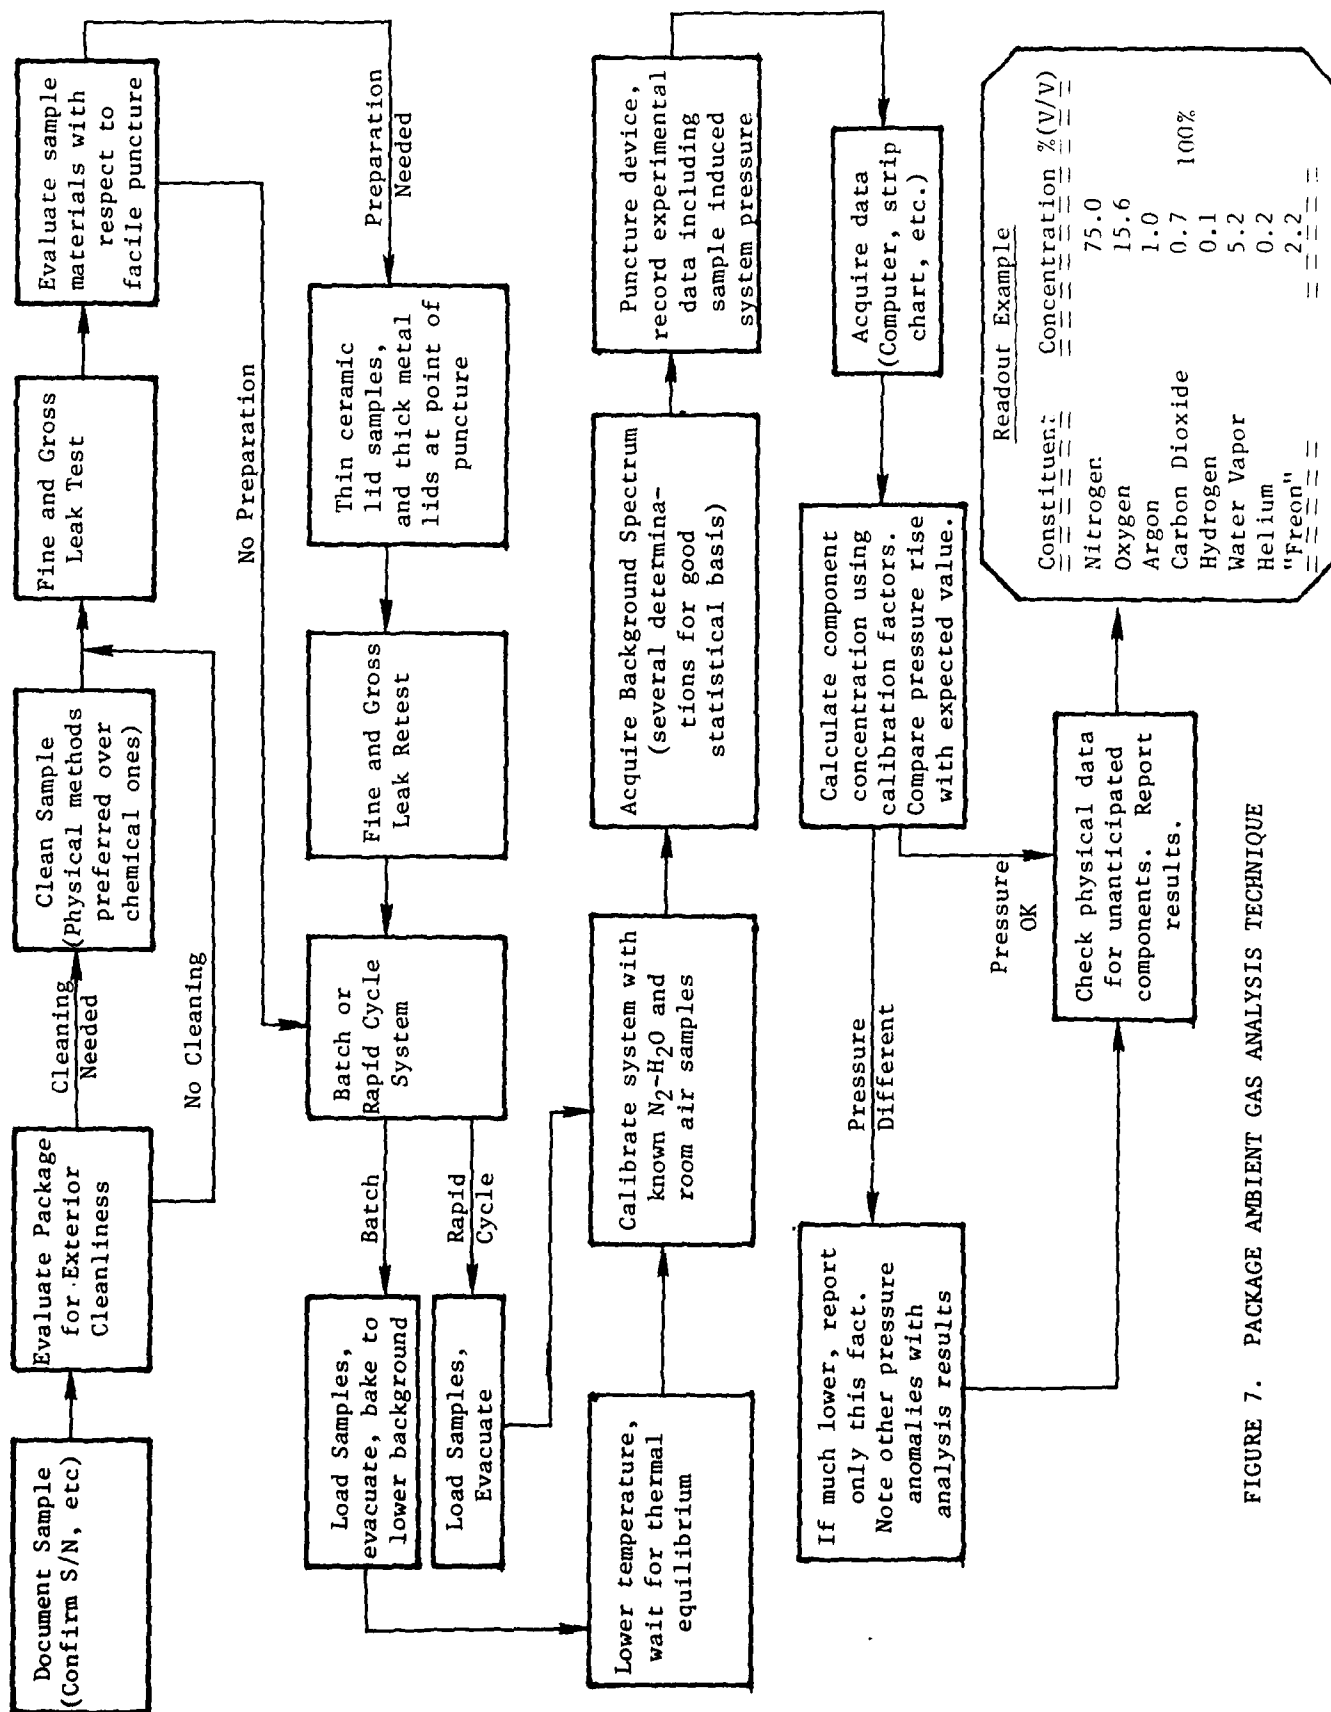 Document Sample
(Confirm S/N, etc)
Evaluate Package
for Exterior
Cleanliness
Cleaning
Needed
No Cleaning
Clean Sample
(Physical methods
preferred over
chemical ones)
Fine and Gross
Leak Test
Evaluate sample
materials with
respect to
facile puncture
No Preparation
Preparation
Needed
Thin ceramic
lid samples,
and thick metal
lids at point of
puncture
Fine and Gross
Leak Retest
Batch or
Rapid Cycle
System
Batch
Rapid
Cycle
Load Samples,
evacuate, bake to
lower background
Load Samples,
Evacuate
Lower temperature,
wait for thermal
equilibrium
Calibrate system with
known N2-H2O and
room air samples
Acquire Background Spectrum
(several determina-
tions for good
statistical basis)
Puncture device,
record experimental
data including
sample induced
system pressure
Acquire data
(Computer, strip
chart, etc.)
Calculate component
concentration using
calibration factors.
Compare pressure rise
with expected value.
Pressure
Different
Pressure
OK
If much lower, report
only this fact.
Note other pressure
anomalies with
analysis results
Check physical data
for unanticipated
components. Report
results.
Readout Example
Constituent Concentration %(V/V)
Nitrogen 75.0
Oxygen 15.6
Argon 1.0
Carbon Dioxide 0.7 100%
Hydrogen 0.1
Water Vapor 5.2
Helium 0.2
"Freon" 2.2
FIGURE 7. PACKAGE AMBIENT GAS ANALYSIS TECHNIQUE